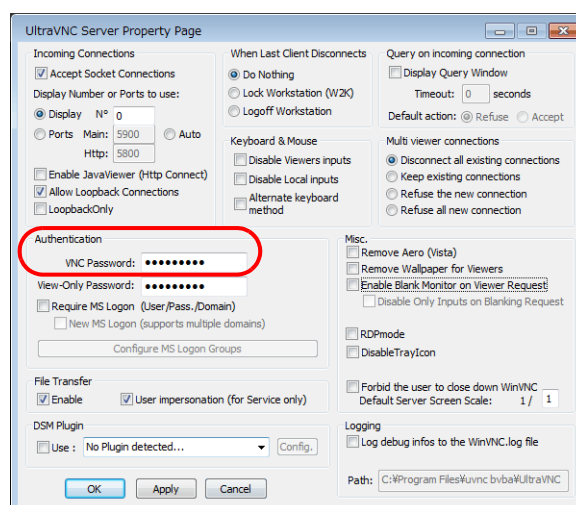 UltraVNC Server Property Page
Incoming Connections
Accept Socket Connections
Display Number or Ports to use:
Display N° 0
Ports Main: 5900 Auto
Http: 5800
Enable JavaViewer (Http Connect)
Allow Loopback Connections
LoopbackOnly
When Last Client Disconnects
Do Nothing
Lock Workstation (W2K)
Logoff Workstation
Keyboard & Mouse
Disable Viewers inputs
Disable Local inputs
Alternate keyboard
method
Query on incoming connection
Display Query Window
Timeout: 0 seconds
Default action: Refuse Accept
Multi viewer connections
Disconnect all existing connections
Keep existing connections
Refuse the new connection
Refuse all new connection
Authentication
VNC Password: •••••••••
View-Only Password: •••••••••
Require MS Logon (User/Pass./Domain)
New MS Logon (supports multiple domains)
Configure MS Logon Groups
Misc.
Remove Aero (Vista)
Remove Wallpaper for Viewers
Enable Blank Monitor on Viewer Request
Disable Only Inputs on Blanking Request
RDPmode
DisableTrayIcon
Forbid the user to close down WinVNC
Default Server Screen Scale: 1 / 1
File Transfer
Enable User impersonation (for Service only)
DSM Plugin
Use : No Plugin detected... Config.
Logging
Log debug infos to the WinVNC.log file
Path: C:¥Program Files¥uvnc bvba¥UltraVNC
OK Apply Cancel